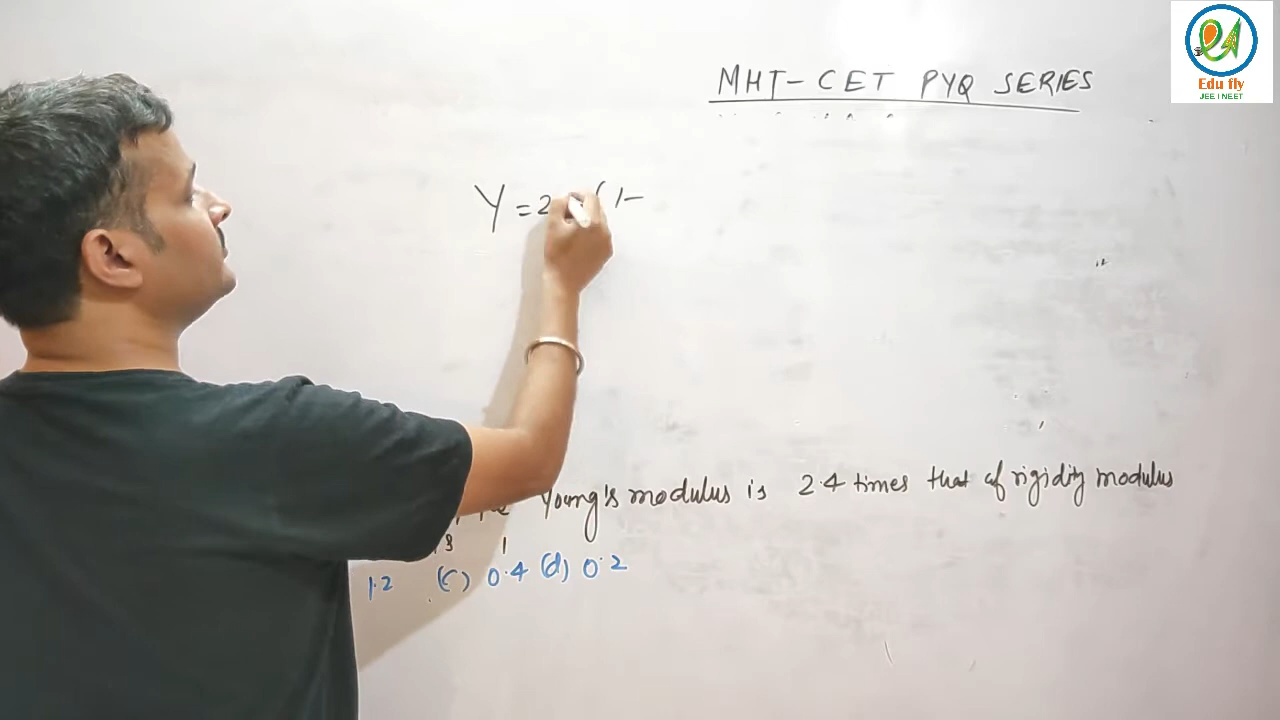 MHT-CET PYQ SERIES
Edu fly
JEE | NEET
Y = 2 ( 1-
Young's modulus is 2.4 times that of rigidity modulus
1.2 (C) 0.4 (d) 0.2